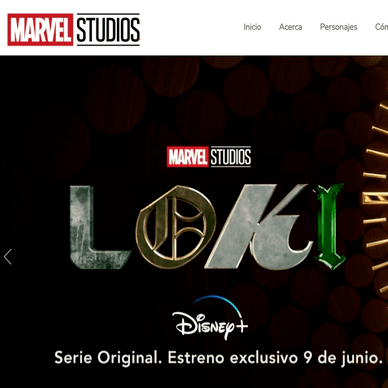 MARVEL STUDIOS
Inicio Acerca Personajes Cón
MARVEL STUDIOS
LOKI
Disney+
Serie Original. Estreno exclusivo 9 de junio.